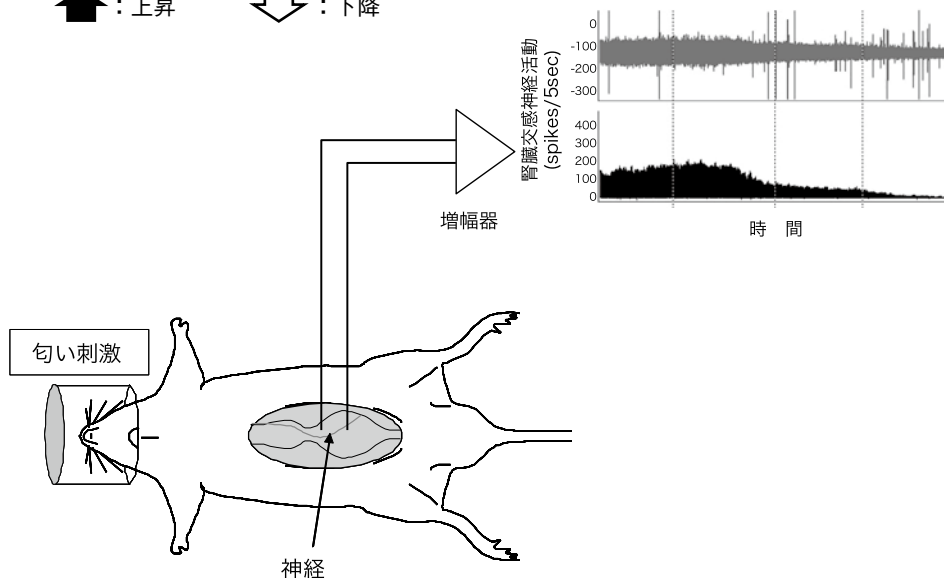 ：上昇
：下降
腎臓交感神経活動
(spikes/5sec)
0
-100
-200
-300
400
300
200
100
0
時　間
増幅器
匂い刺激
神経